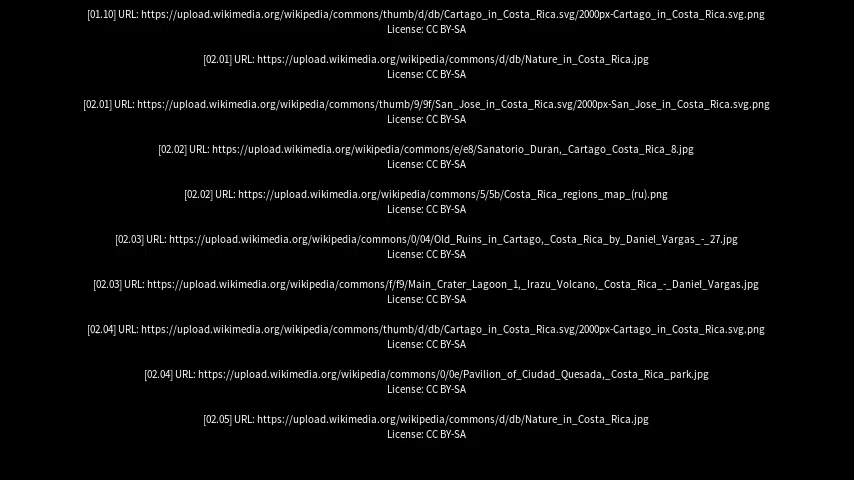 [01.10] URL: https://upload.wikimedia.org/wikipedia/commons/thumb/d/db/Cartago_in_Costa_Rica.svg/2000px-Cartago_in_Costa_Rica.svg.png
License: CC BY-SA
[02.01] URL: https://upload.wikimedia.org/wikipedia/commons/d/db/Nature_in_Costa_Rica.jpg
License: CC BY-SA
[02.01] URL: https://upload.wikimedia.org/wikipedia/commons/thumb/9/9f/San_Jose_in_Costa_Rica.svg/2000px-San_Jose_in_Costa_Rica.svg.png
License: CC BY-SA
[02.02] URL: https://upload.wikimedia.org/wikipedia/commons/e/e8/Sanatorio_Duran,_Cartago_Costa_Rica_8.jpg
License: CC BY-SA
[02.02] URL: https://upload.wikimedia.org/wikipedia/commons/5/5b/Costa_Rica_regions_map_(ru).png
License: CC BY-SA
[02.03] URL: https://upload.wikimedia.org/wikipedia/commons/0/04/Old_Ruins_in_Cartago,_Costa_Rica_by_Daniel_Vargas_-_27.jpg
License: CC BY-SA
[02.03] URL: https://upload.wikimedia.org/wikipedia/commons/f/f9/Main_Crater_Lagoon_1,_Irazu_Volcano,_Costa_Rica_-_Daniel_Vargas.jpg
License: CC BY-SA
[02.04] URL: https://upload.wikimedia.org/wikipedia/commons/thumb/d/db/Cartago_in_Costa_Rica.svg/2000px-Cartago_in_Costa_Rica.svg.png
License: CC BY-SA
[02.04] URL: https://upload.wikimedia.org/wikipedia/commons/0/0e/Pavilion_of_Ciudad_Quesada,_Costa_Rica_park.jpg
License: CC BY-SA
[02.05] URL: https://upload.wikimedia.org/wikipedia/commons/d/db/Nature_in_Costa_Rica.jpg
License: CC BY-SA